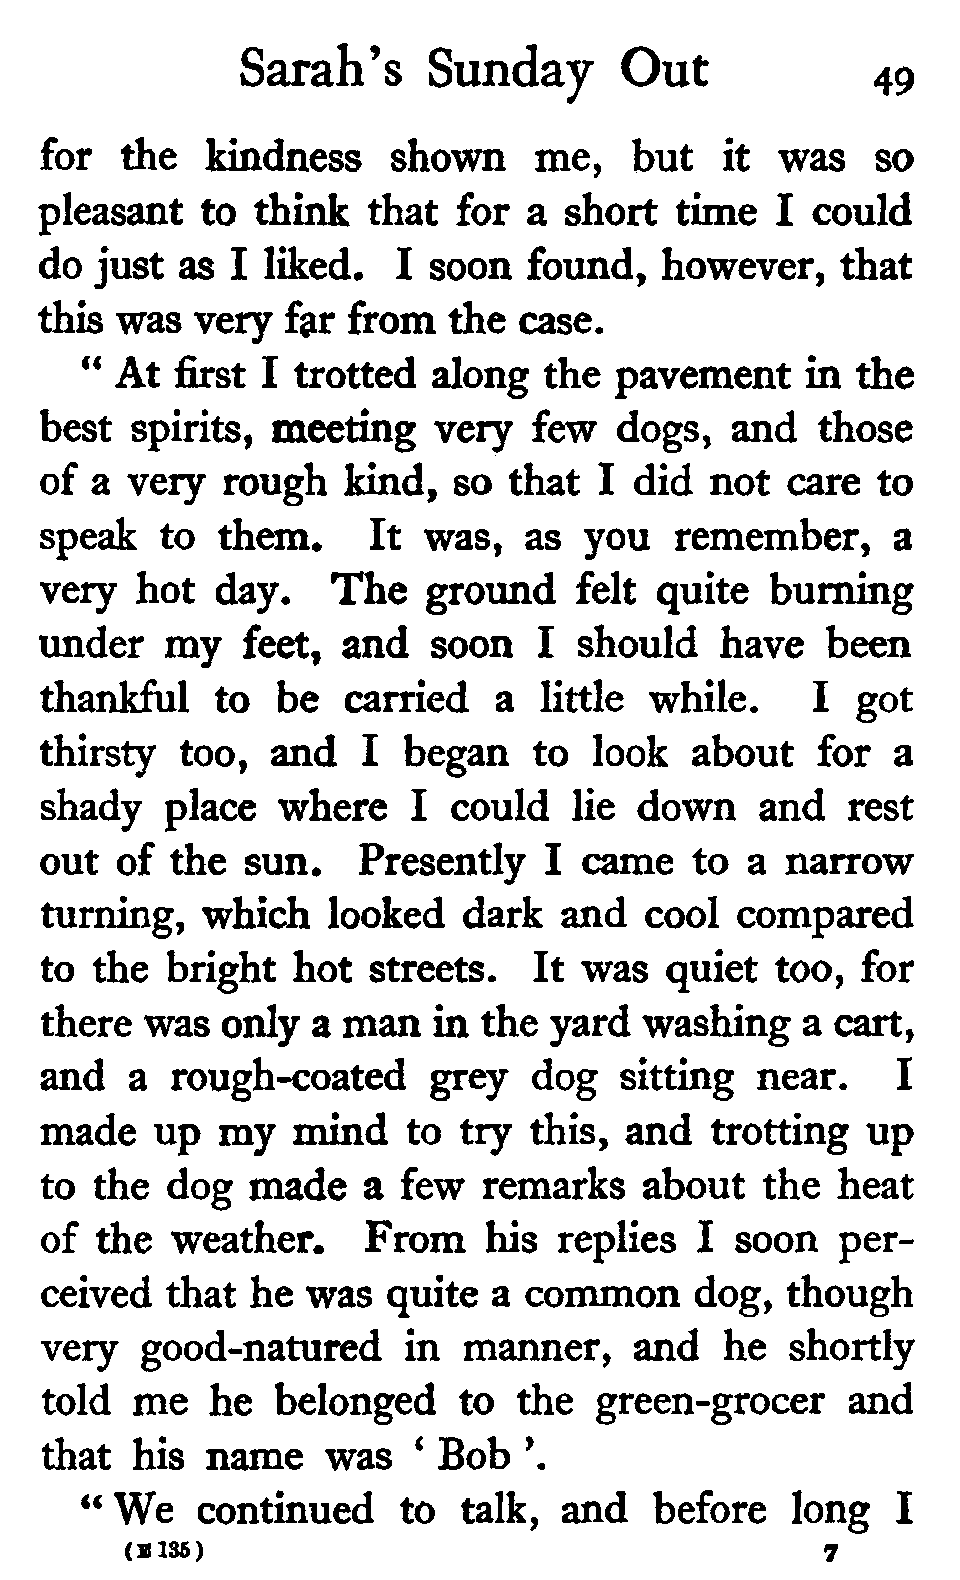 Sarah's Sunday Out 49
for the kindness shown me, but it was so
pleasant to think that for a short time I could
do just as I liked. I soon found, however, that
this was very far from the case.
“ At first I trotted along the pavement in the
best spirits, meeting very few dogs, and those
of a very rough kind, so that I did not care to
speak to them. It was, as you remember, a
very hot day. The ground felt quite burning
under my feet, and soon I should have been
thankful to be carried a little while. I got
thirsty too, and I began to look about for a
shady place where I could lie down and rest
out of the sun. Presently I came to a narrow
turning, which looked dark and cool compared
to the bright hot streets. It was quiet too, for
there was only a man in the yard washing a cart,
and a rough-coated grey dog sitting near. I
made up my mind to try this, and trotting up
to the dog made a few remarks about the heat
of the weather. From his replies I soon per-
ceived that he was quite a common dog, though
very good-natured in manner, and he shortly
told me he belonged to the green-grocer and
that his name was ‘ Bob ’.
“ We continued to talk, and before long I
(E 135) 7